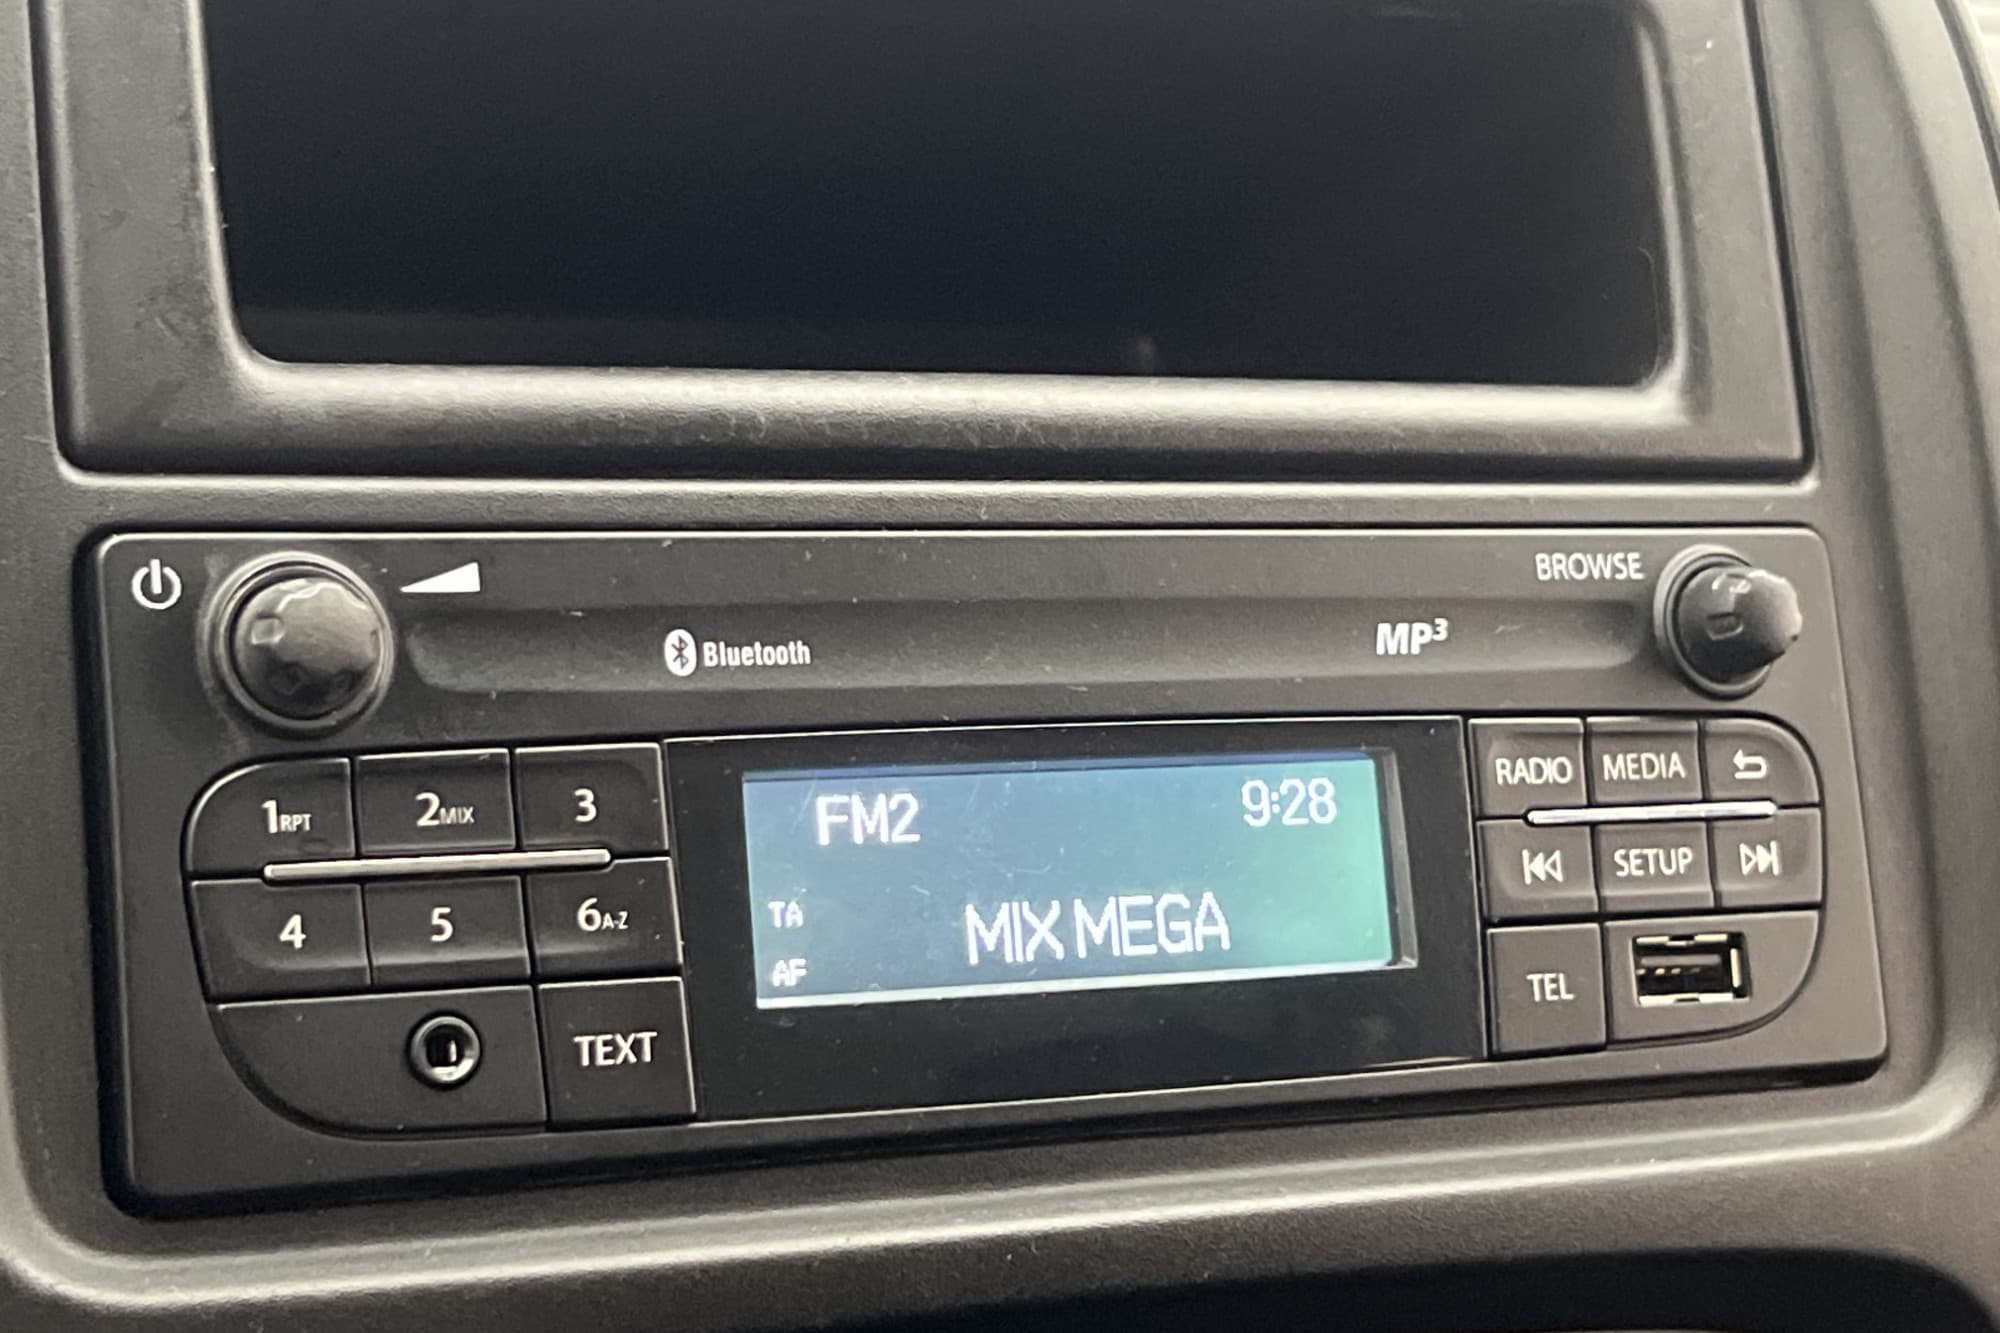 BROWSE
Bluetooth
MP3
1RPT 2MIX 3
4 5 6A-Z
TEXT
FM2 9:28
TA
MIX MEGA
AF
RADIO MEDIA
SETUP
TEL